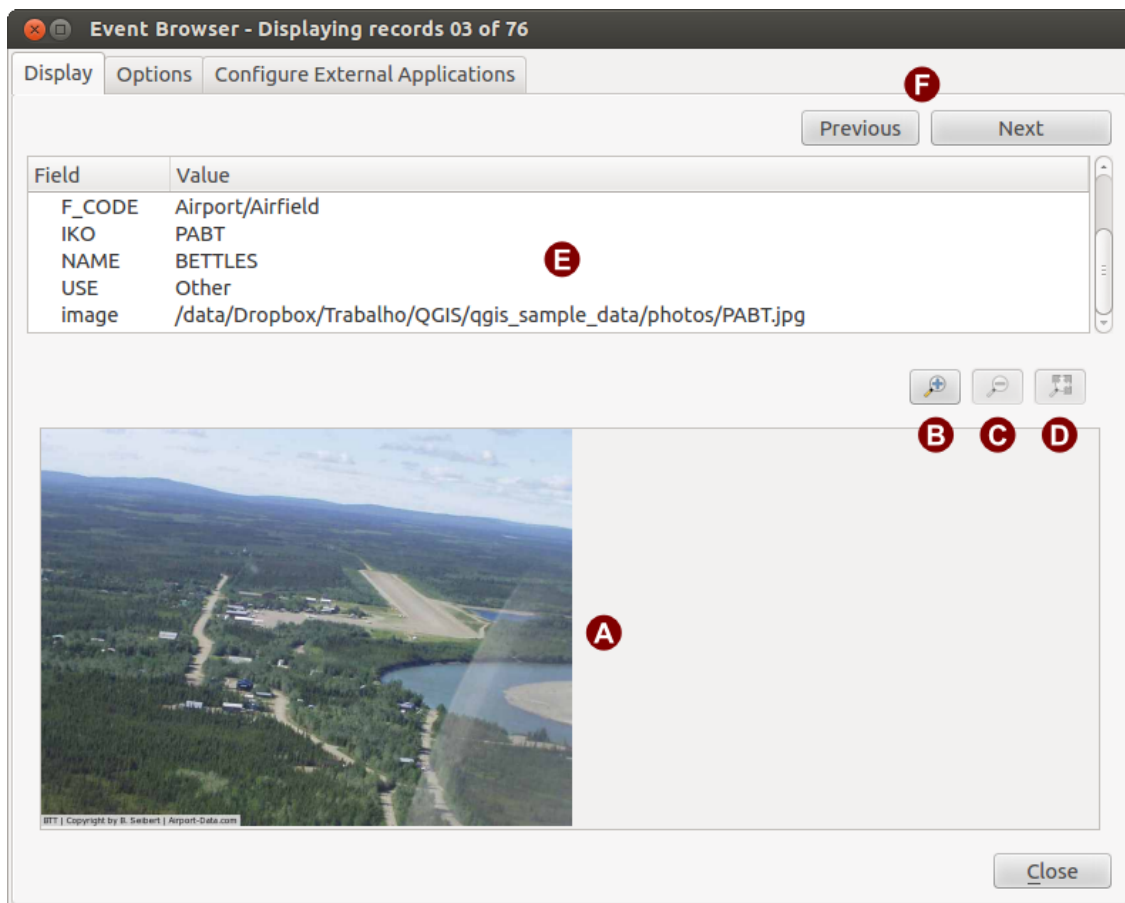 Event Browser - Displaying records 03 of 76
Display Options Configure External Applications
F
Previous Next
Field Value
F_CODE Airport/Airfield
IKO PABT
NAME BETTLES
E
USE Other
image /data/Dropbox/Trabalho/QGIS/qgis_sample_data/photos/PABT.jpg
B C D
A
BTT | Copyright by B. Seibert | Airport-Data.com
Close